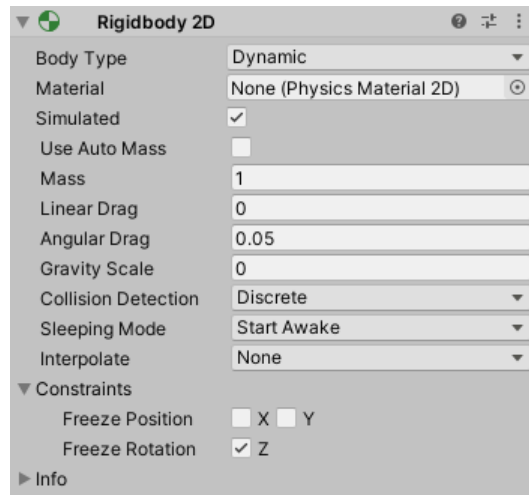 Rigidbody 2D
Body Type Dynamic
Material None (Physics Material 2D)
Simulated
Use Auto Mass
Mass 1
Linear Drag 0
Angular Drag 0.05
Gravity Scale 0
Collision Detection Discrete
Sleeping Mode Start Awake
Interpolate None
Constraints
Freeze Position X Y
Freeze Rotation Z
Info